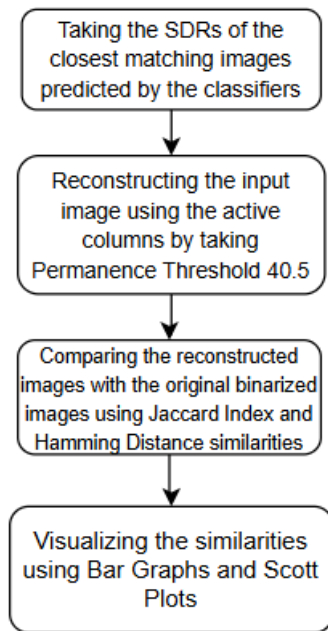 Taking the SDRs of the
closest matching images
predicted by the classifiers
Reconstructing the input
image using the active
columns by taking
Permanence Threshold 40.5
Comparing the reconstructed
images with the original binarized
images using Jaccard Index and
Hamming Distance similarities
Visualizing the similarities
using Bar Graphs and Scott
Plots